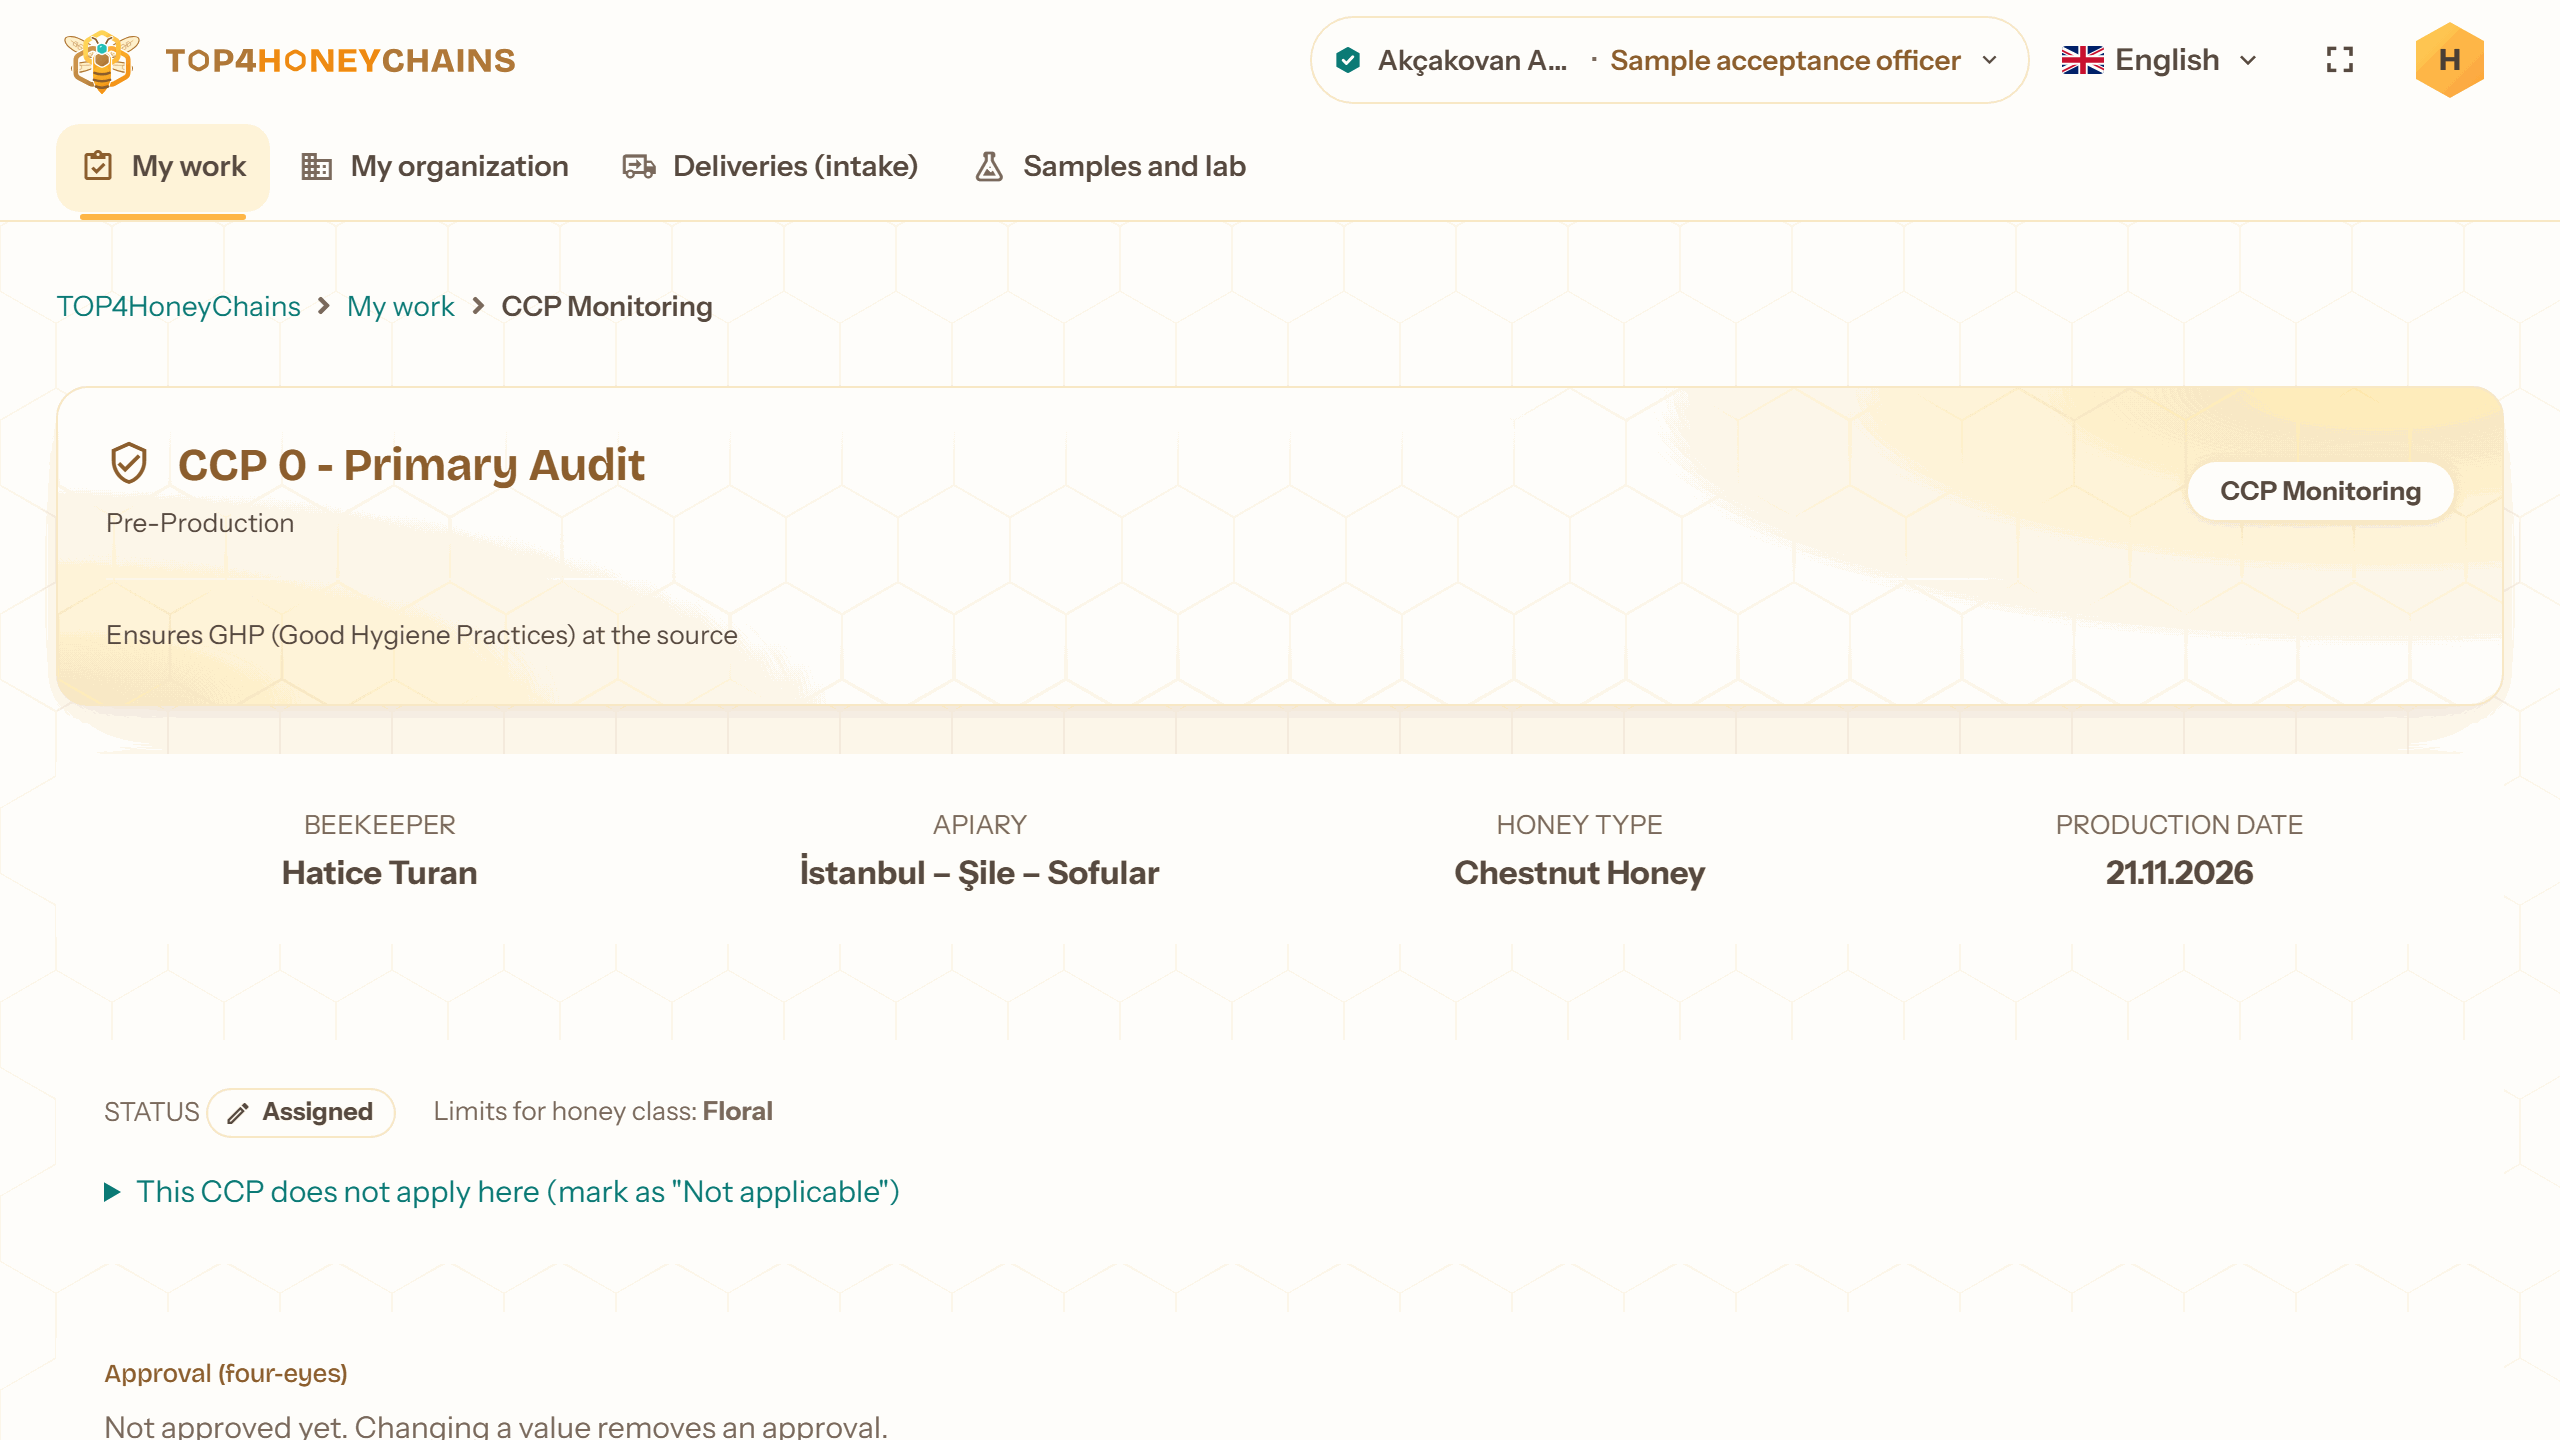 TOP4HONEYCHAINS
Akçakovan A... · Sample acceptance officer
English
H
My work
My organization
Deliveries (intake)
Samples and lab
TOP4HoneyChains > My work > CCP Monitoring
CCP 0 - Primary Audit
Pre-Production
CCP Monitoring
Ensures GHP (Good Hygiene Practices) at the source
BEEKEEPER
Hatice Turan
APIARY
İstanbul – Şile – Sofular
HONEY TYPE
Chestnut Honey
PRODUCTION DATE
21.11.2026
STATUS Assigned Limits for honey class: Floral
This CCP does not apply here (mark as "Not applicable")
Approval (four-eyes)
Not approved yet. Changing a value removes an approval.